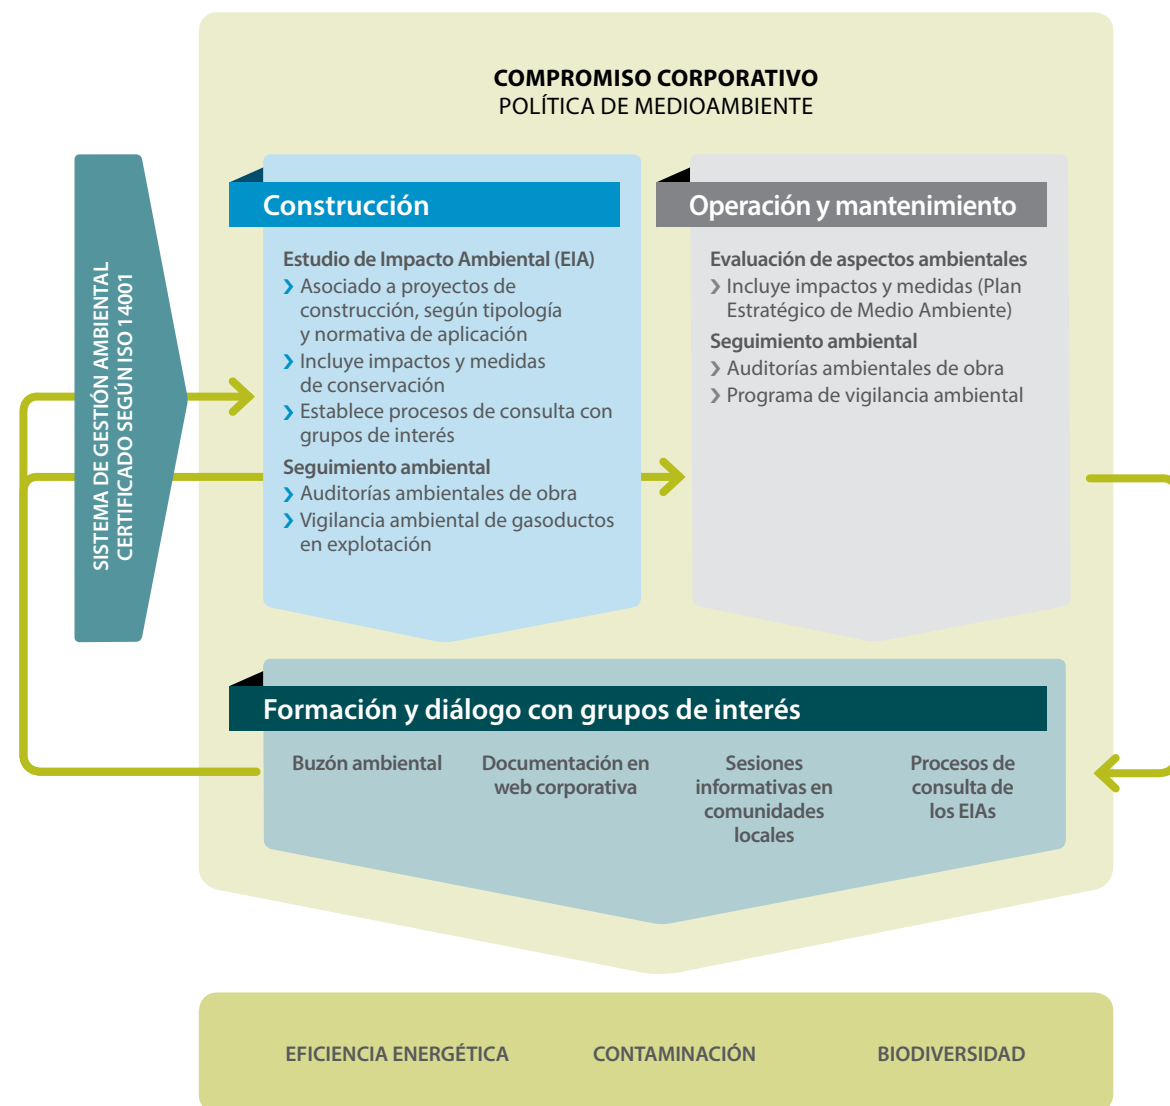 COMPROMISO CORPORATIVO
POLÍTICA DE MEDIOAMBIENTE
SISTEMA DE GESTIÓN AMBIENTAL
CERTIFICADO SEGÚN ISO 14001
Construcción
Estudio de Impacto Ambiental (EIA)
❯ Asociado a proyectos de
construcción, según tipología
y normativa de aplicación
❯ Incluye impactos y medidas
de conservación
❯ Establece procesos de consulta con
grupos de interés
Seguimiento ambiental
❯ Auditorías ambientales de obra
❯ Vigilancia ambiental de gasoductos
en explotación
Operación y mantenimiento
Evaluación de aspectos ambientales
❯ Incluye impactos y medidas (Plan
Estratégico de Medio Ambiente)
Seguimiento ambiental
❯ Auditorías ambientales de obra
❯ Programa de vigilancia ambiental
Formación y diálogo con grupos de interés
Buzón ambiental
Documentación en
web corporativa
Sesiones
informativas en
comunidades
locales
Procesos de
consulta de
los EIAs
EFICIENCIA ENERGÉTICA
CONTAMINACIÓN
BIODIVERSIDAD